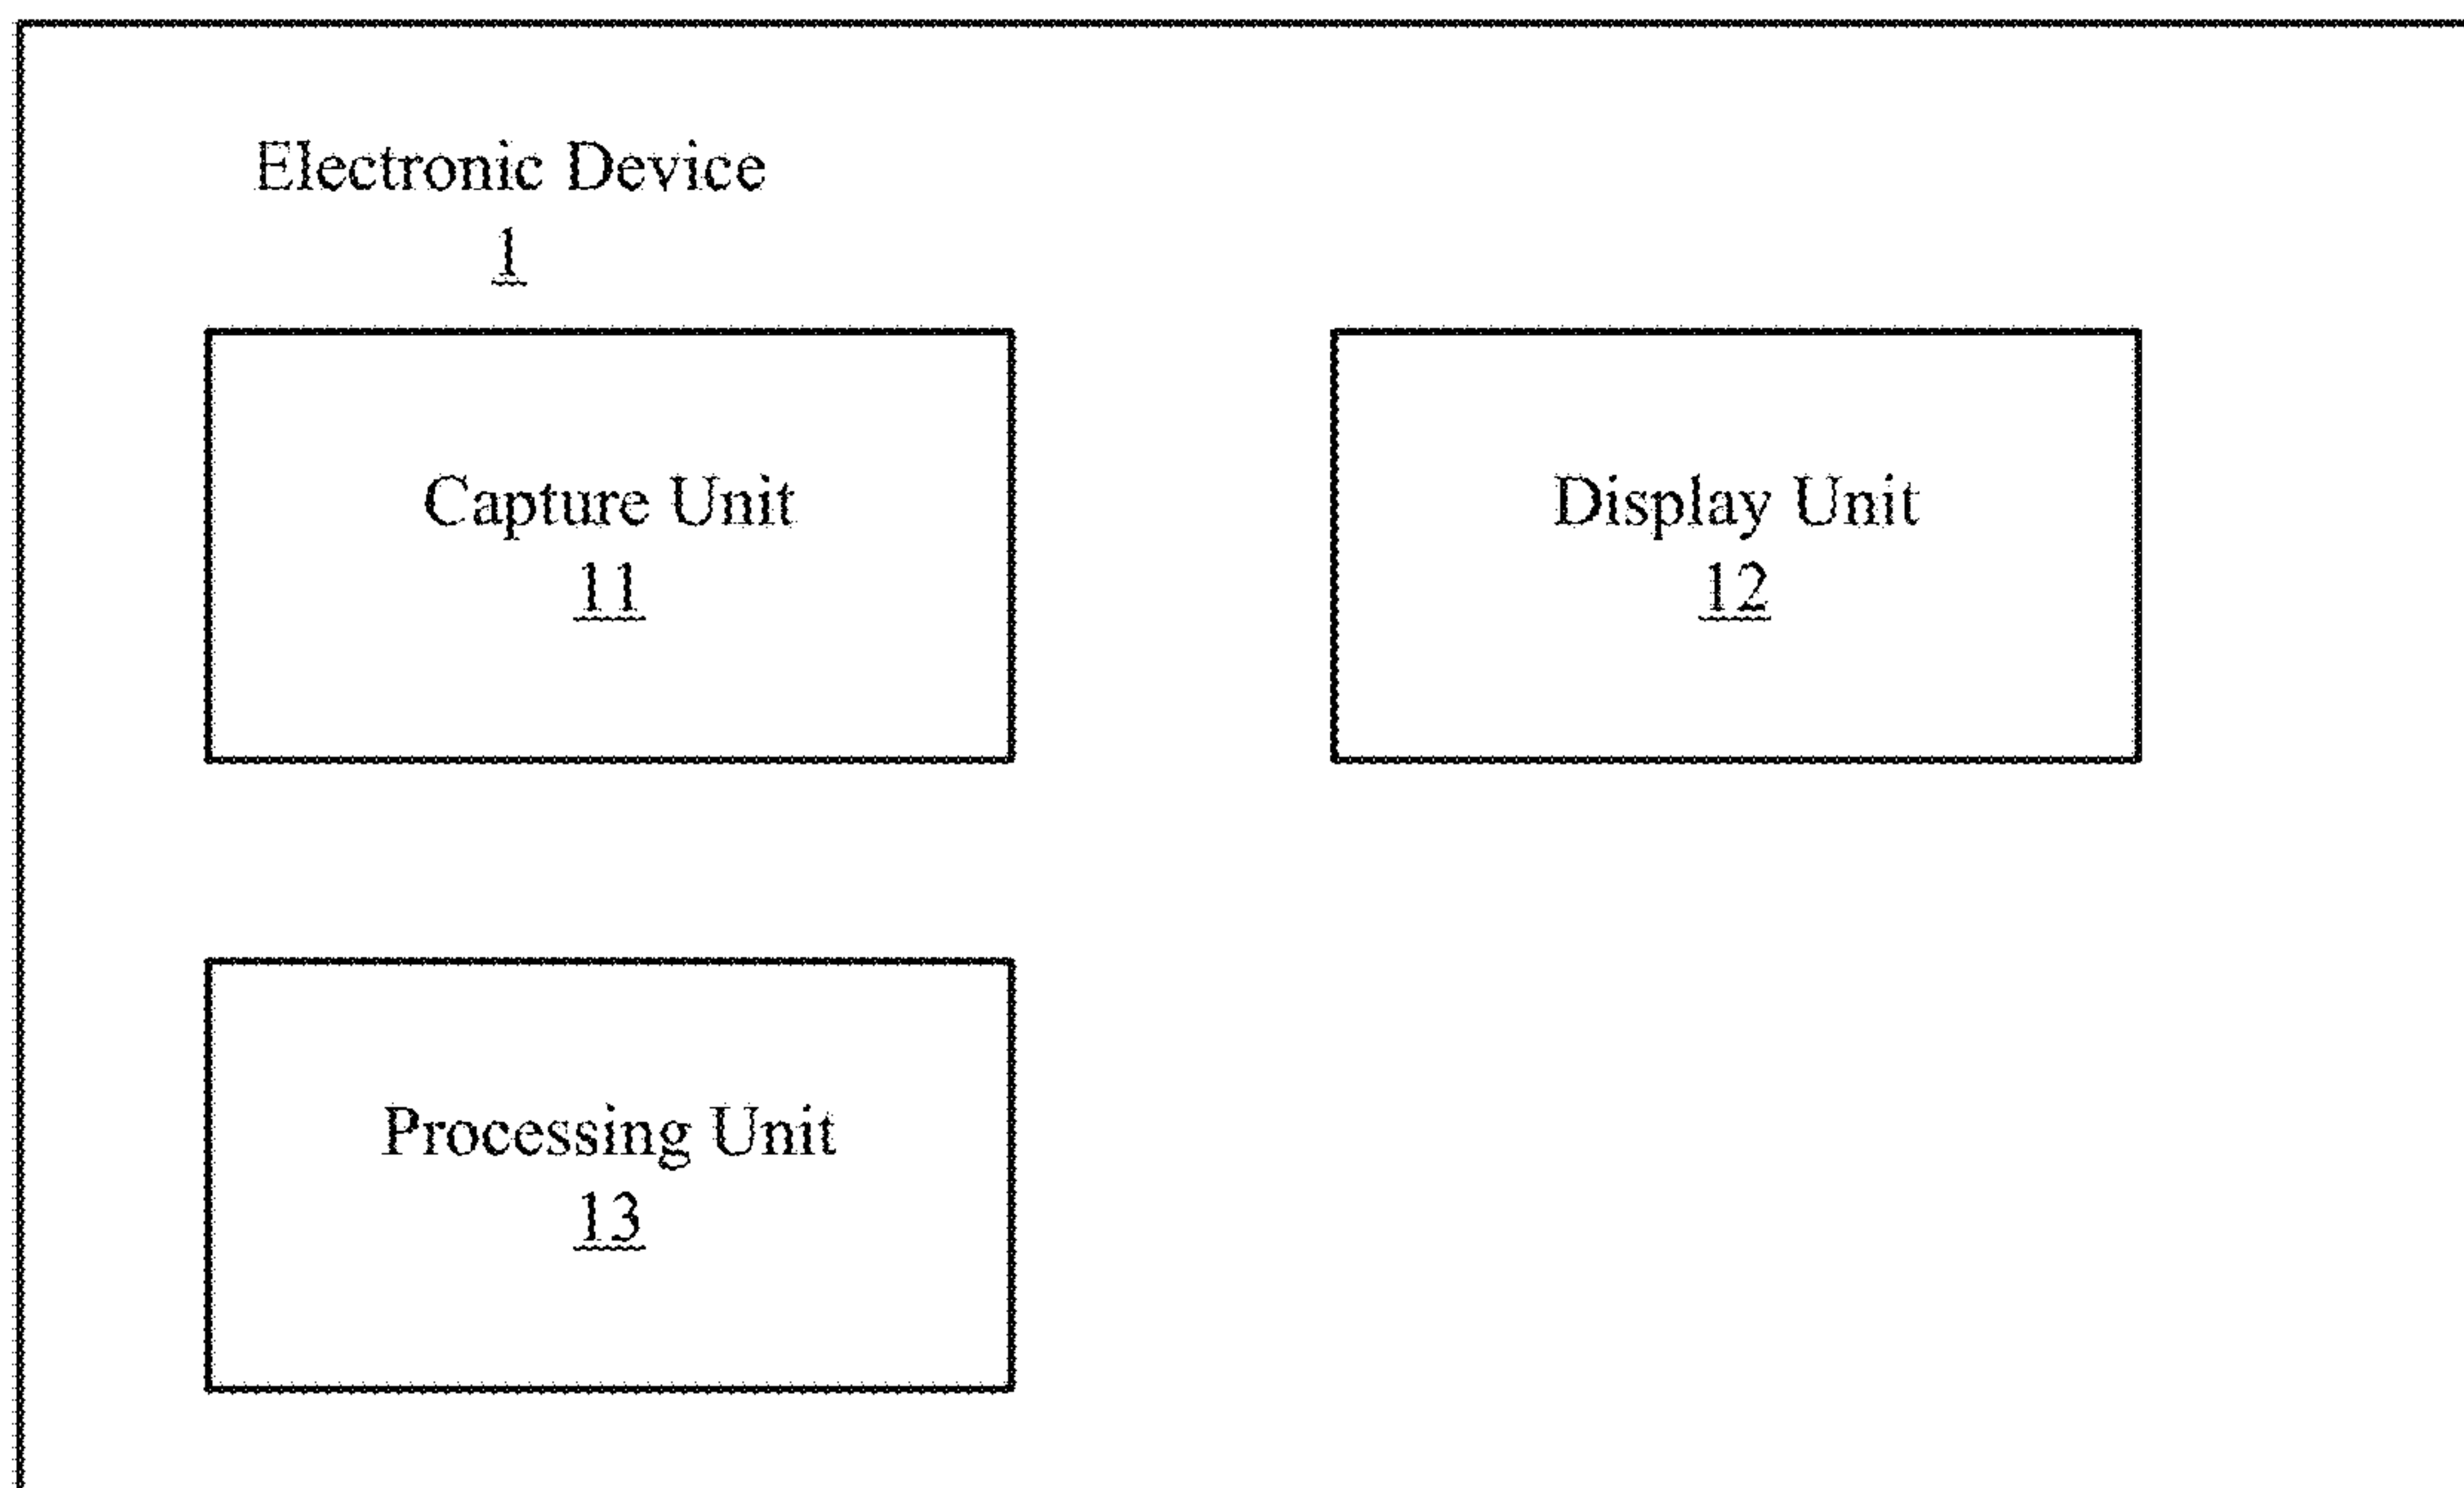 Electronic Device
1
Capture Unit
11
Display Unit
12
Processing Unit
13